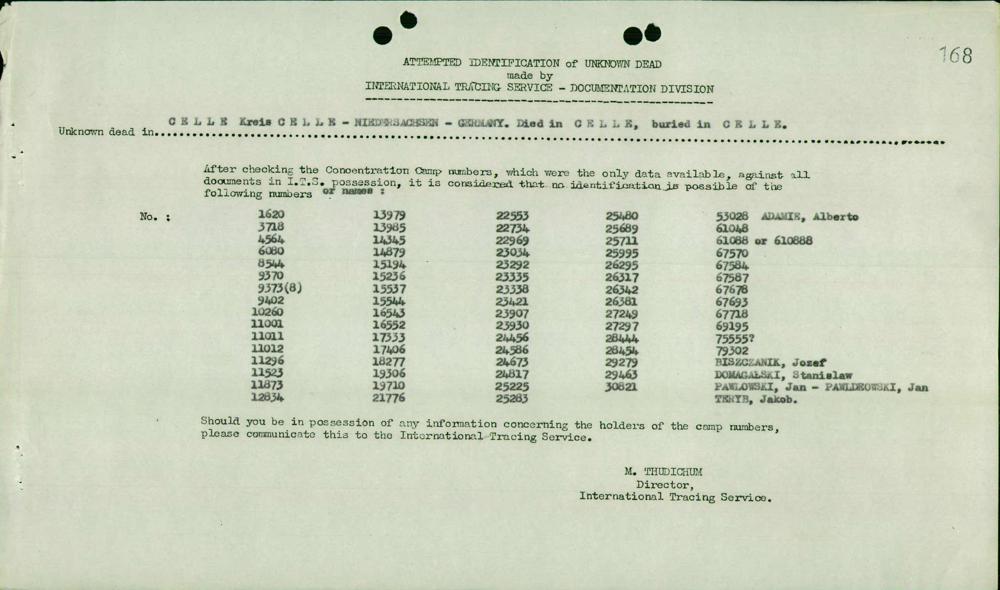 168
ATTEMPTED IDENTIFICATION of UNKNOWN DEAD
made by
INTERNATIONAL TRACING SERVICE - DOCUMENTATION DIVISION
CELLE Kreis CELLE - NIEDERSACHSEN - GERMANY. Died in CELLE, buried in CELLE.
Unknown dead in
After checking the Concentration Camp numbers, which were the only data available, against all
documents in I.T.S. possession, it is considered that no identification is possible of the
following numbers or names :
No. : 1620 13979 22553 25480 53028 ADAMIE, Alberto
3718 13985 22734 25689 61048
4564 14345 22969 25711 61088 or 610888
6080 14879 23034 25995 67570
8544 15194 23292 26295 67584
9370 15236 23335 26317 67587
9373(8) 15537 23338 26342 67678
9402 15544 23421 26381 67693
10260 16543 23907 27249 67718
11001 16552 23930 27297 69195
11011 17333 24456 28444 75555?
11012 17406 24586 28454 79302
11296 18277 24673 29279 BISZCZANIK, Jozef
11523 19306 24817 29463 DOMAGALSKI, Stanislaw
11873 19710 25225 30821 PAWLOWSKI, Jan - PAWLDEOWSKI, Jan
12834 21776 25283 TERYB, Jakob.
Should you be in possession of any information concerning the holders of the camp numbers,
please communicate this to the International Tracing Service.
M. THUDICHUM
Director,
International Tracing Service.